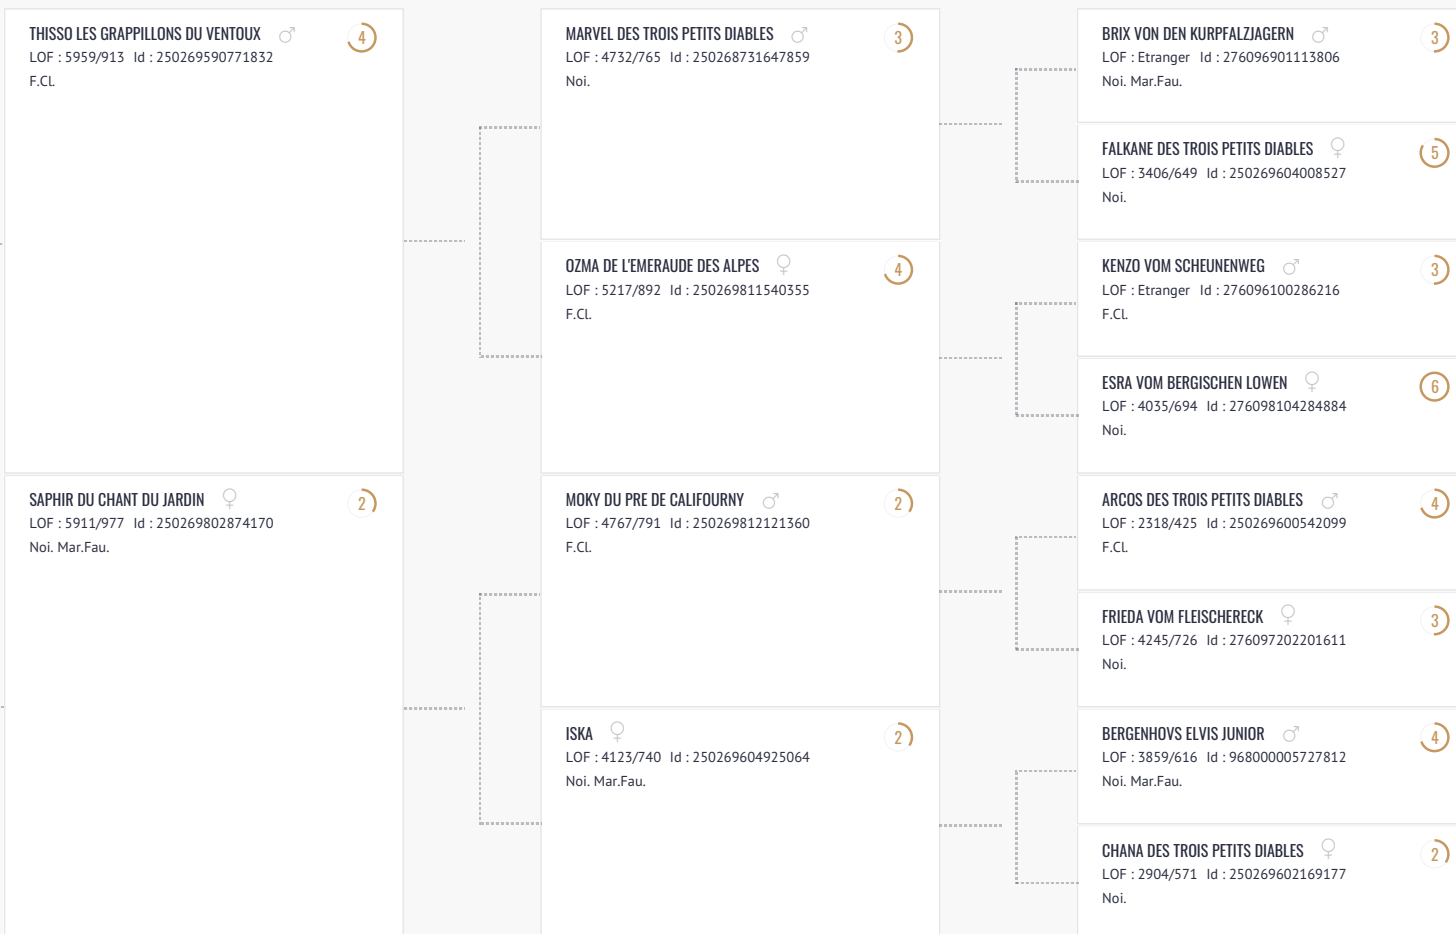 THISSO LES GRAPPILLONS DU VENTOUX ♂ 4
LOF : 5959/913 Id : 250269590771832
F.Cl.
SAPHIR DU CHANT DU JARDIN ♀ 2
LOF : 5911/977 Id : 250269802874170
Noi. Mar.Fau.
MARVEL DES TROIS PETITS DIABLES ♂ 3
LOF : 4732/765 Id : 250268731647859
Noi.
OZMA DE L'EMERAUDE DES ALPES ♀ 4
LOF : 5217/892 Id : 250269811540355
F.Cl.
MOKY DU PRE DE CALIFOURNY ♂ 2
LOF : 4767/791 Id : 250269812121360
F.Cl.
ISKA ♀ 2
LOF : 4123/740 Id : 250269604925064
Noi. Mar.Fau.
BRIX VON DEN KURPFALZJAGERN ♂ 3
LOF : Etranger Id : 276096901113806
Noi. Mar.Fau.
FALKANE DES TROIS PETITS DIABLES ♀ 5
LOF : 3406/649 Id : 250269604008527
Noi.
KENZO VOM SCHEUNENWEG ♂ 3
LOF : Etranger Id : 276096100286216
F.Cl.
ESRA VOM BERGISCHEN LOWEN ♀ 6
LOF : 4035/694 Id : 276098104284884
Noi.
ARCOS DES TROIS PETITS DIABLES ♂ 4
LOF : 2318/425 Id : 250269600542099
F.Cl.
FRIEDA VOM FLEISCHERECK ♀ 3
LOF : 4245/726 Id : 276097202201611
Noi.
BERGENHOVS ELVIS JUNIOR ♂ 4
LOF : 3859/616 Id : 968000005727812
Noi. Mar.Fau.
CHANA DES TROIS PETITS DIABLES ♀ 2
LOF : 2904/571 Id : 250269602169177
Noi.